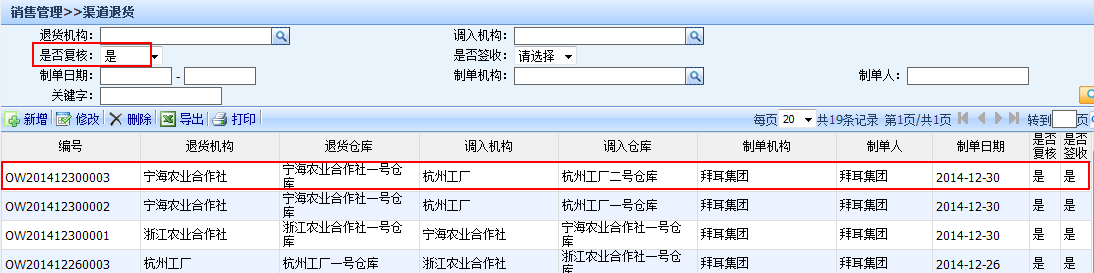 销售管理>>渠道退货
退货机构： 调入机构：
是否复核： 是 是否签收： 请选择
制单日期： - 制单机构： 制单人：
关键字：
新增 修改 删除 导出 打印 每页 20 共19条记录 第1页/共1页 转到 页
编号 退货机构 退货仓库 调入机构 调入仓库 制单机构 制单人 制单日期 是否复核 是否签收
OW201412300003 宁海农业合作社 宁海农业合作社一号仓库 杭州工厂 杭州工厂二号仓库 拜耳集团 拜耳集团 2014-12-30 是 是
OW201412300002 宁海农业合作社 宁海农业合作社一号仓库 杭州工厂 杭州工厂一号仓库 拜耳集团 拜耳集团 2014-12-30 是 是
OW201412300001 浙江农业合作社 浙江农业合作社一号仓库 宁海农业合作社 宁海农业合作社一号仓库 拜耳集团 拜耳集团 2014-12-30 是 是
OW201412260003 杭州工厂 杭州工厂一号仓库 浙江农业合作社 浙江农业合作社一号仓库 拜耳集团 拜耳集团 2014-12-26 是 是